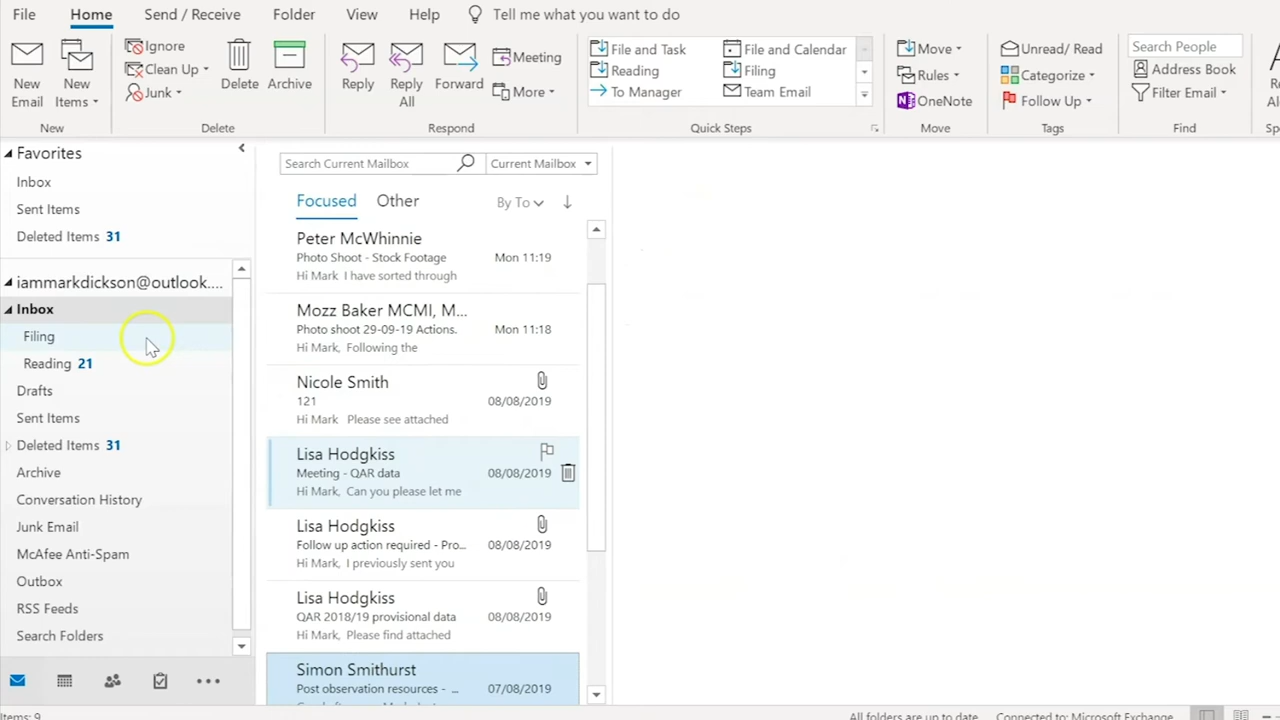 File Home Send / Receive Folder View Help Tell me what you want to do
New Email
New Items
New
Ignore
Clean Up
Junk
Delete
Archive
Delete
Reply
Reply All
Forward
Meeting
More
Respond
File and Task
Reading
To Manager
File and Calendar
Filing
Team Email
Quick Steps
Move
Rules
OneNote
Move
Unread/ Read
Categorize
Follow Up
Tags
Search People
Address Book
Filter Email
Find
Favorites
Inbox
Sent Items
Deleted Items 31
iammarkdickson@outlook....
Inbox
Filing
Reading 21
Drafts
Sent Items
Deleted Items 31
Archive
Conversation History
Junk Email
McAfee Anti-Spam
Outbox
RSS Feeds
Search Folders
Search Current Mailbox Current Mailbox
Focused Other By To
Peter McWhinnie
Photo Shoot - Stock Footage Mon 11:19
Hi Mark I have sorted through
Mozz Baker MCMI, M...
Photo shoot 29-09-19 Actions. Mon 11:18
Hi Mark, Following the
Nicole Smith
121 08/08/2019
Hi Mark Please see attached
Lisa Hodgkiss
Meeting - QAR data 08/08/2019
Hi Mark, Can you please let me
Lisa Hodgkiss
Follow up action required - Pro... 08/08/2019
Hi Mark, I previously sent you
Lisa Hodgkiss
QAR 2018/19 provisional data 08/08/2019
Hi Mark, Please find attached
Simon Smithurst
Post observation resources - ... 07/08/2019
Items: 9 All folders are up to date Connected to: Microsoft Exchange